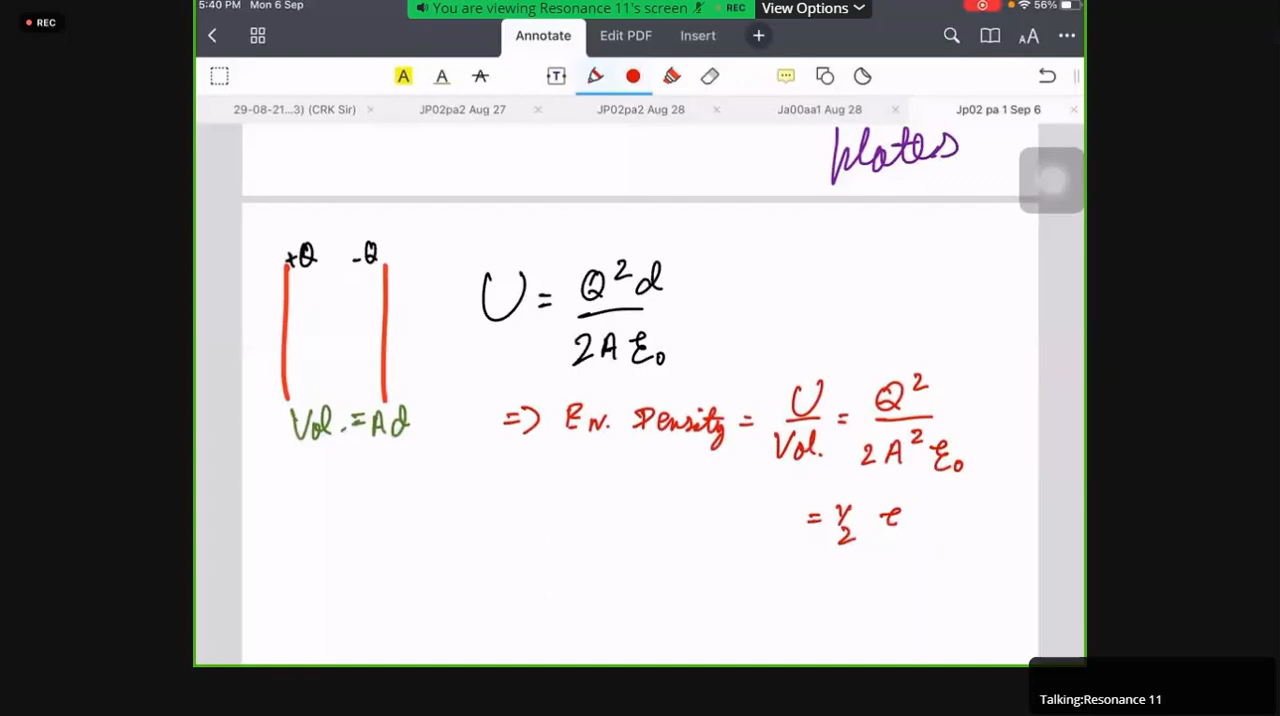 5:40 PM Mon 6 Sep
You are viewing Resonance 11's screen
REC
View Options
56%
REC
Annotate
Edit PDF
Insert
AA
A A A T
29-08-21...3) (CRK Sir)
JP02pa2 Aug 27
JP02pa2 Aug 28
Ja00aa1 Aug 28
Jp02 pa 1 Sep 6
plates
+Q -Q
U = Q²d / 2Aε₀
Vol. = Ad
=> En. Density = U / Vol. = Q² / 2A²ε₀
= 1/2 ε
Talking:Resonance 11